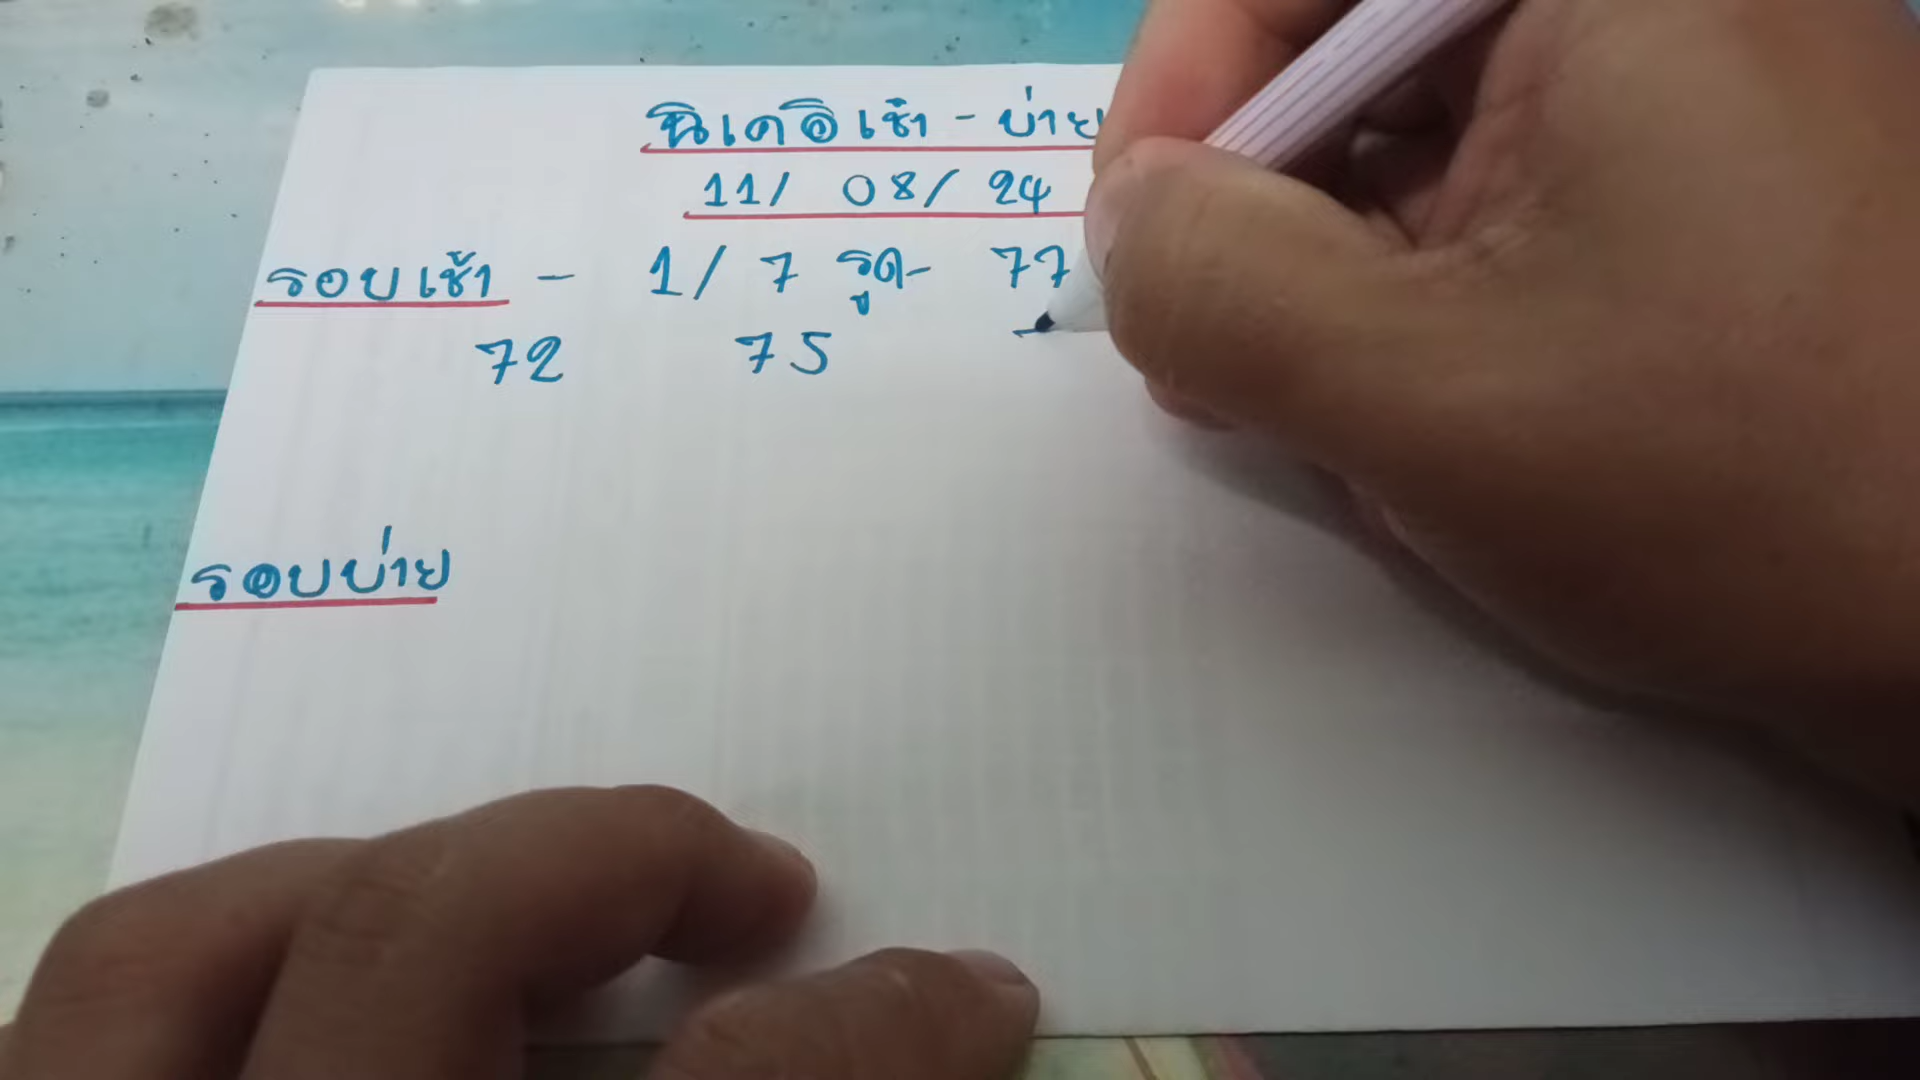 นิเคอิเช้า - บ่าย
11/ 08/ 24
รอบเช้า - 1/ 7 รูด- 77
72 75
รอบบ่าย